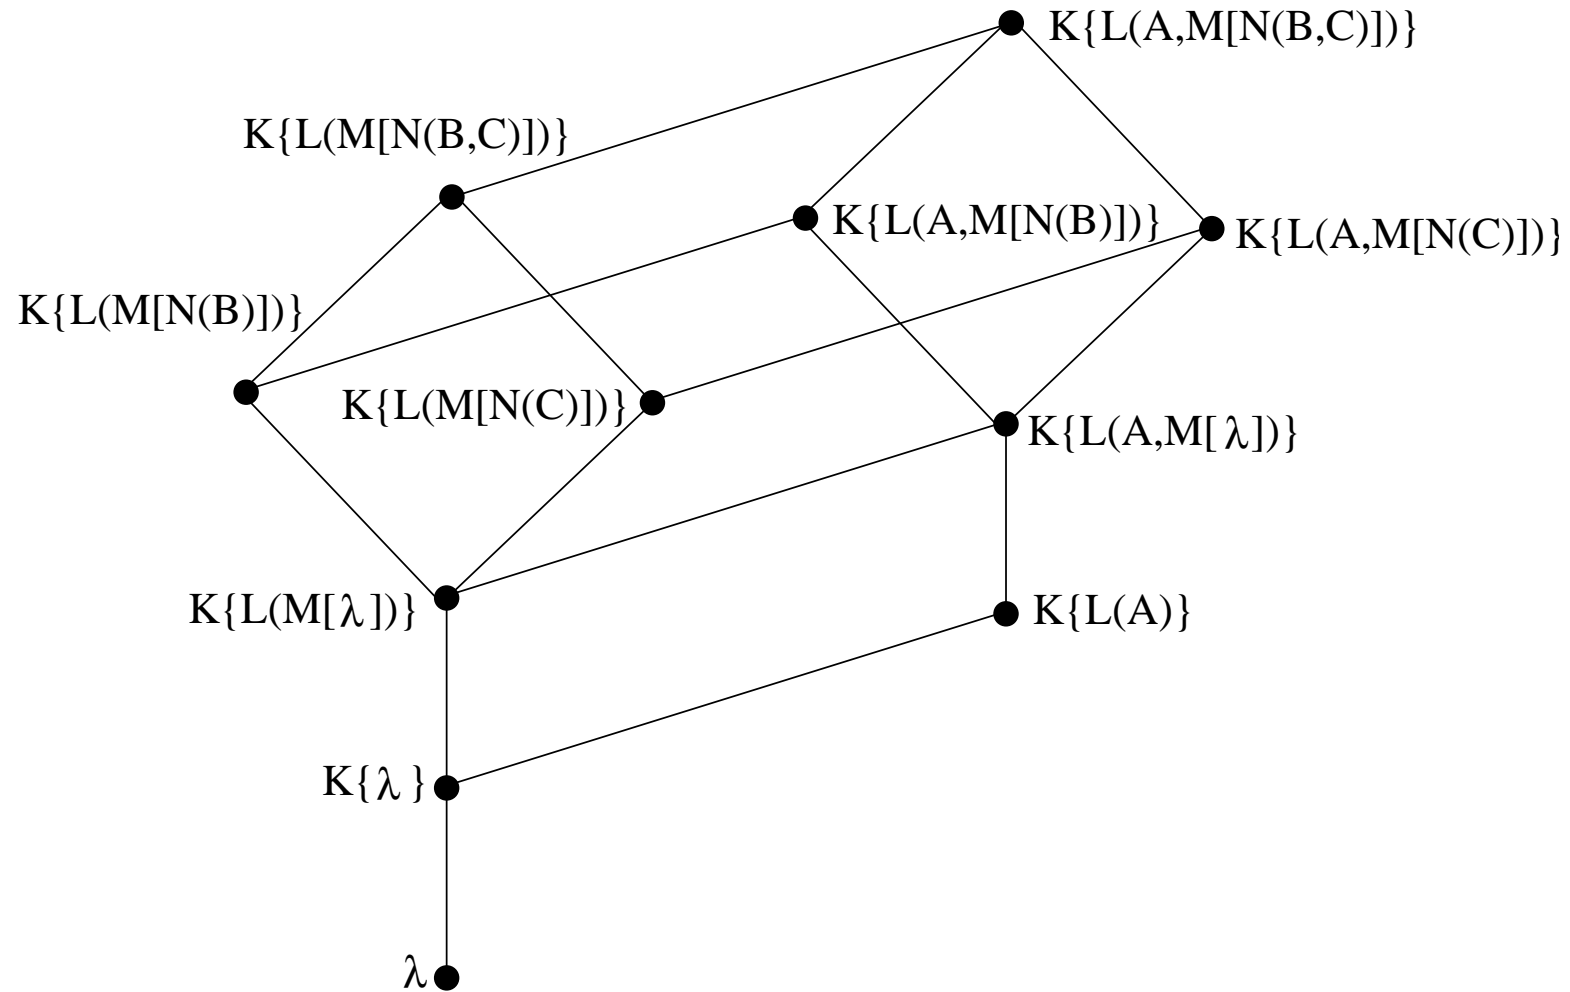 K{L(A,M[N(B,C)])}
K{L(M[N(B,C)])}
K{L(A,M[N(B)])}
K{L(A,M[N(C)])}
K{L(M[N(B)])}
K{L(M[N(C)])}
K{L(A,M[λ])}
K{L(M[λ])}
K{L(A)}
K{λ}
λ